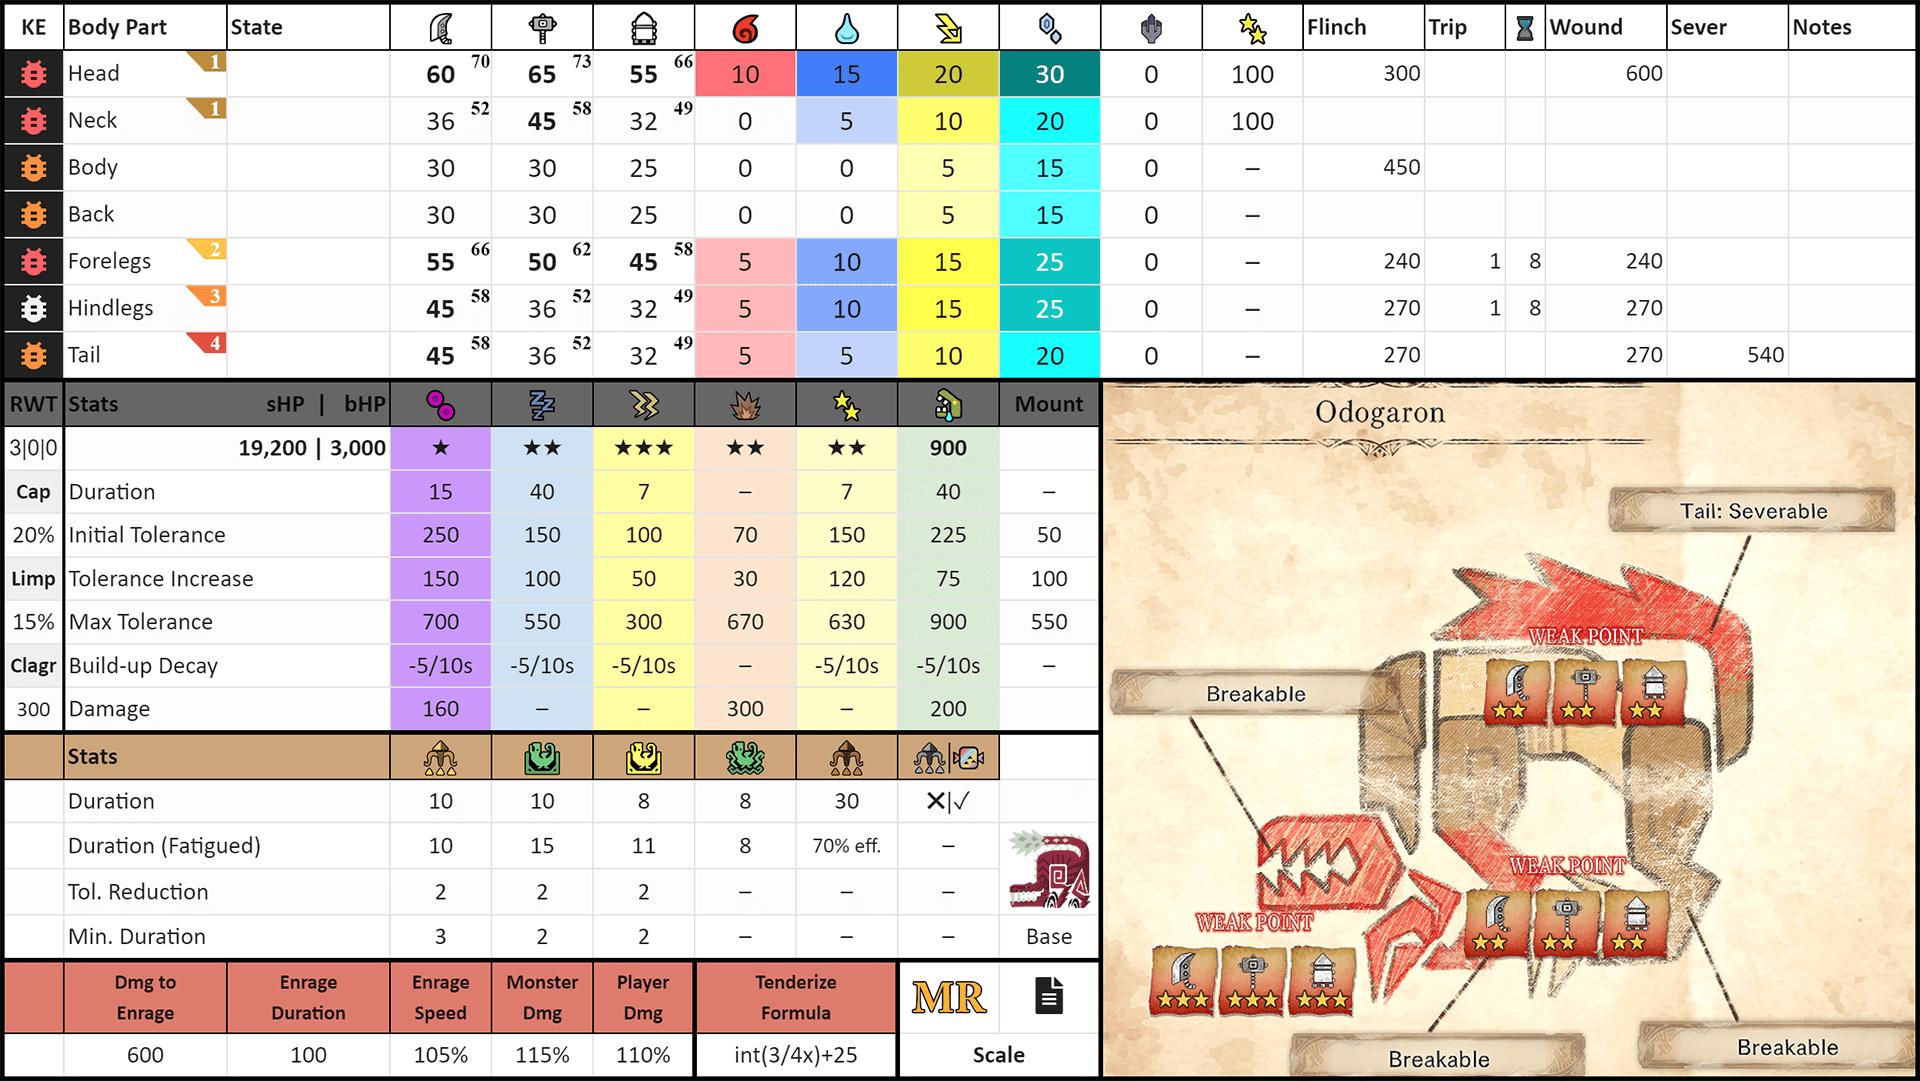 KE Body Part State Flinch Trip Wound Sever Notes
Head 1 60 70 65 73 55 66 10 15 20 30 0 100 300 600
Neck 1 36 52 45 58 32 49 0 5 10 20 0 100
Body 30 30 25 0 0 5 15 0 – 450
Back 30 30 25 0 0 5 15 0 –
Forelegs 2 55 66 50 62 45 58 5 10 15 25 0 – 240 1 8 240
Hindlegs 3 45 58 36 52 32 49 5 10 15 25 0 – 270 1 8 270
Tail 4 45 58 36 52 32 49 5 5 10 20 0 – 270 270 540
RWT Stats sHP | bHP Mount
3|0|0 19,200 | 3,000 ★ ★★ ★★★ ★★ ★★ 900
Cap Duration 15 40 7 – 7 40 –
20% Initial Tolerance 250 150 100 70 150 225 50
Limp Tolerance Increase 150 100 50 30 120 75 100
15% Max Tolerance 700 550 300 670 630 900 550
Clagr Build-up Decay -5/10s -5/10s -5/10s – -5/10s -5/10s –
300 Damage 160 – – 300 – 200
Stats
Duration 10 10 8 8 30 ✕|✓
Duration (Fatigued) 10 15 11 8 70% eff. –
Tol. Reduction 2 2 2 – – –
Min. Duration 3 2 2 – – – Base
Dmg to Enrage
Enrage Duration
Enrage Speed
Monster Dmg
Player Dmg
Tenderize Formula
MR
600 100 105% 115% 110% int(3/4x)+25 Scale
Odogaron
Tail: Severable
WEAK POINT
Breakable
WEAK POINT
WEAK POINT
Breakable
Breakable